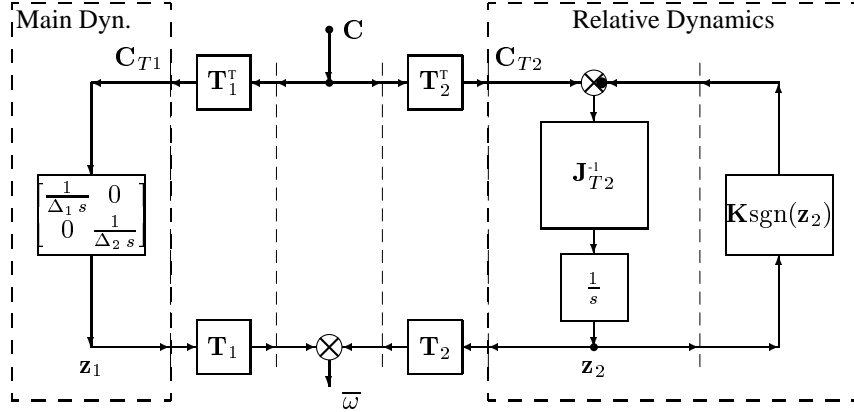 Main Dyn.
Relative Dynamics
C
C_{T1}
T_1^T
T_2^T
C_{T2}
J_{T2}^{-1}
[ 1/(Δ_1 s) 0
0 1/(Δ_2 s) ]
Ksgn(z_2)
1/s
T_1
T_2
z_1
z_2
ω̅